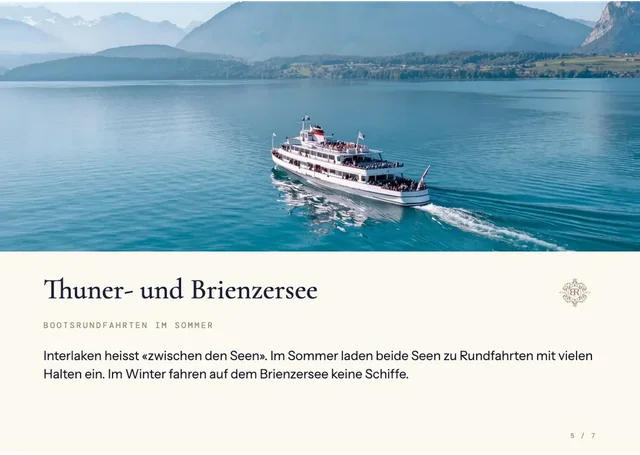 Thuner- und Brienzersee
BR
BOOTSRUNDFAHRTEN IM SOMMER
Interlaken heisst «zwischen den Seen». Im Sommer laden beide Seen zu Rundfahrten mit vielen
Halten ein. Im Winter fahren auf dem Brienzersee keine Schiffe.
5 / 7